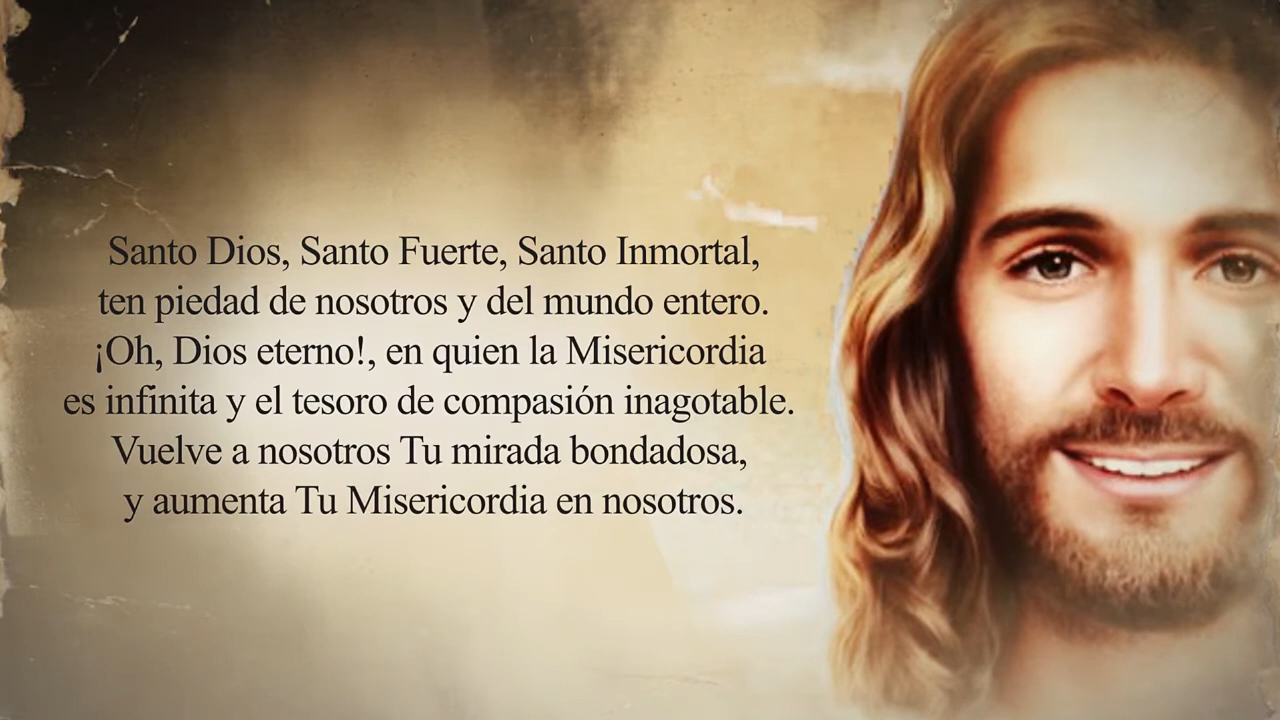 Santo Dios, Santo Fuerte, Santo Inmortal,
ten piedad de nosotros y del mundo entero.
¡Oh, Dios eterno!, en quien la Misericordia
es infinita y el tesoro de compasión inagotable.
Vuelve a nosotros Tu mirada bondadosa,
y aumenta Tu Misericordia en nosotros.